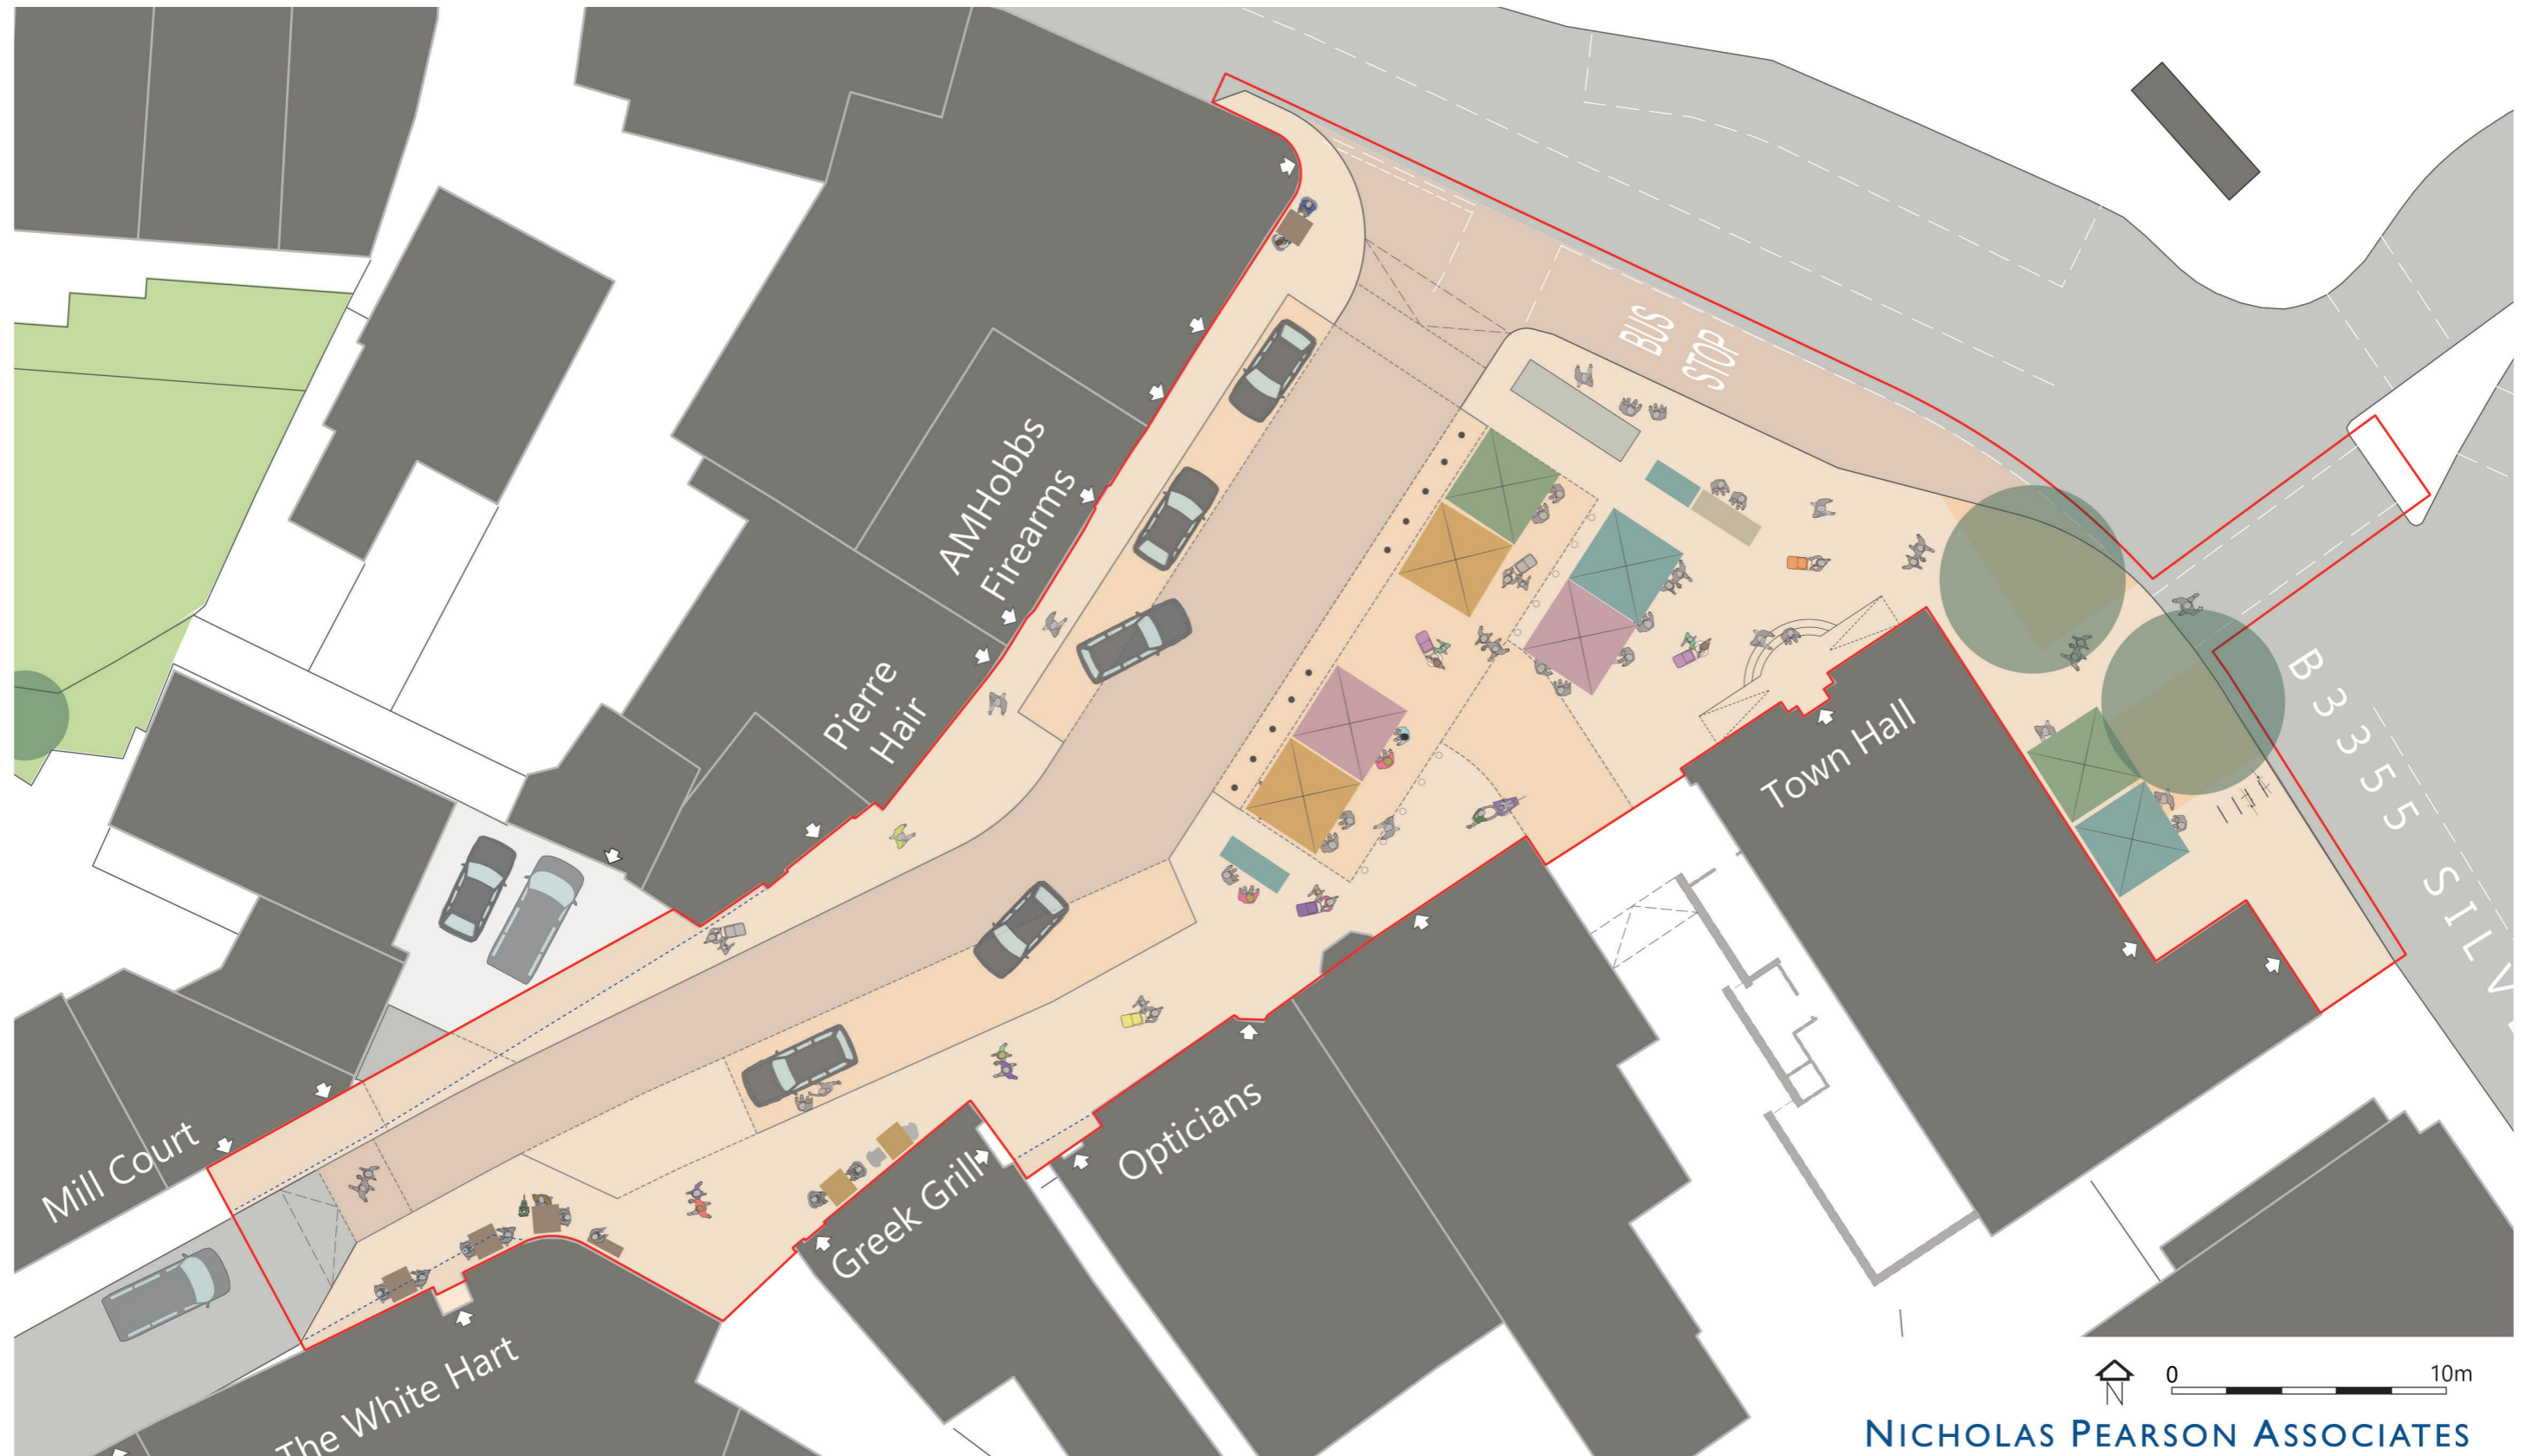 BUS
STOP
AMHobbs
Firearms
Pierre
Hair
Town Hall
B3355 SILV
Mill Court
Opticians
Greek Grill
The White Hart
0 10m
N
NICHOLAS PEARSON ASSOCIATES